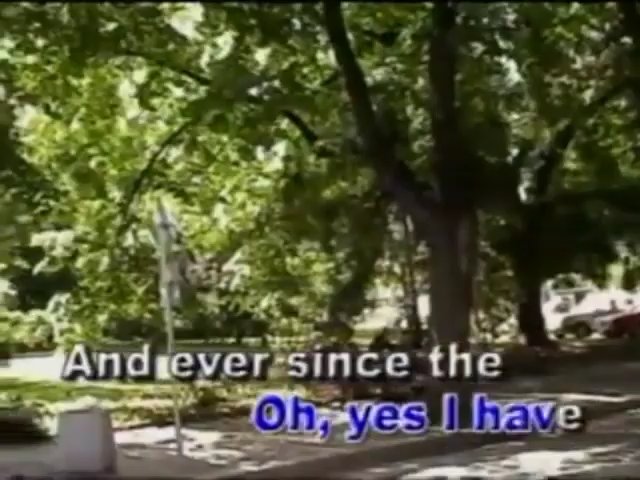 And ever since the
Oh, yes I have